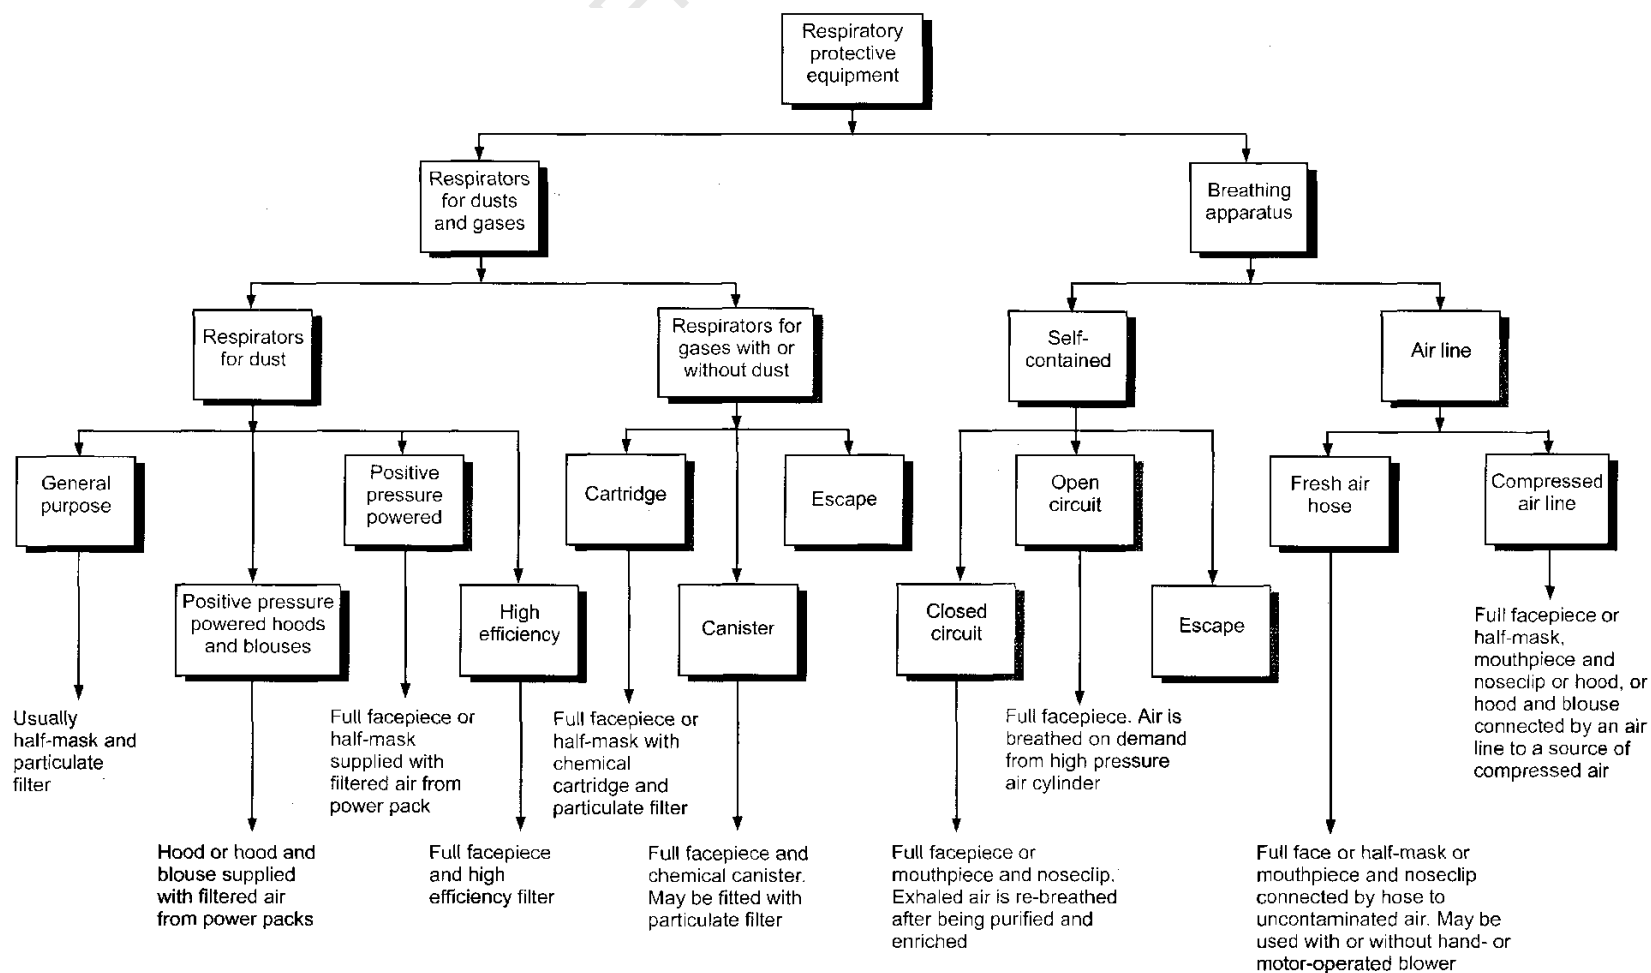 Respiratory
protective
equipment
Respirators
for dusts
and gases
Breathing
apparatus
Respirators
for dust
Respirators for
gases with or
without dust
Self-
contained
Air line
General
purpose
Positive
pressure
powered
Cartridge
Escape
Open
circuit
Fresh air
hose
Compressed
air line
Positive pressure
powered hoods
and blouses
High
efficiency
Canister
Closed
circuit
Escape
Usually
half-mask and
particulate
filter
Full facepiece or
half-mask
supplied with
filtered air from
power pack
Full facepiece or
half-mask with
chemical
cartridge and
particulate filter
Full facepiece. Air is
breathed on demand
from high pressure
air cylinder
Full facepiece or
half-mask,
mouthpiece and
noseclip or hood, or
hood and blouse
connected by an air
line to a source of
compressed air
Hood or hood and
blouse supplied
with filtered air
from power packs
Full facepiece
and high
efficiency filter
Full facepiece and
chemical canister.
May be fitted with
particulate filter
Full facepiece or
mouthpiece and noseclip.
Exhaled air is re-breathed
after being purified and
enriched
Full face or half-mask or
mouthpiece and noseclip
connected by hose to
uncontaminated air. May be
used with or without hand- or
motor-operated blower